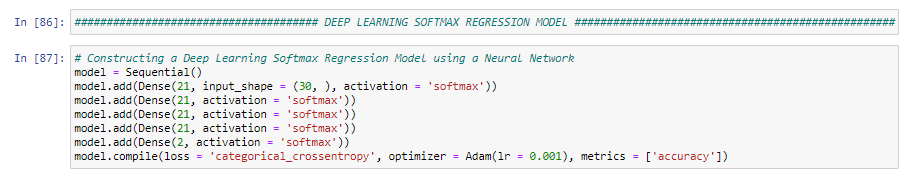 In [86]: ###################################### DEEP LEARNING SOFTMAX REGRESSION MODEL ##################################################
In [87]: # Constructing a Deep Learning Softmax Regression Model using a Neural Network
model = Sequential()
model.add(Dense(21, input_shape = (30, ), activation = 'softmax'))
model.add(Dense(21, activation = 'softmax'))
model.add(Dense(21, activation = 'softmax'))
model.add(Dense(21, activation = 'softmax'))
model.add(Dense(2, activation = 'softmax'))
model.compile(loss = 'categorical_crossentropy', optimizer = Adam(lr = 0.001), metrics = ['accuracy'])